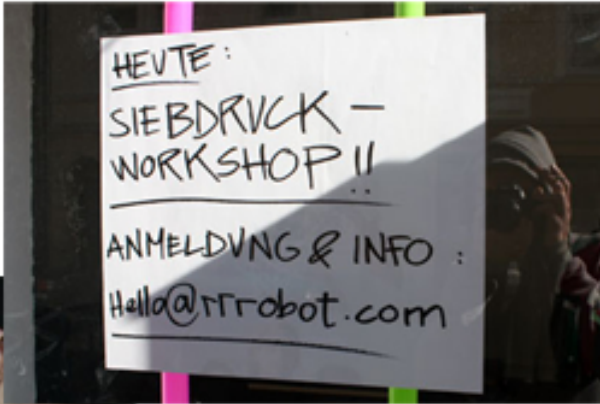 HEUTE:
SIEBDRUCK-
WORKSHOP!!
ANMELDUNG & INFO:
Hello@rrrobot.com